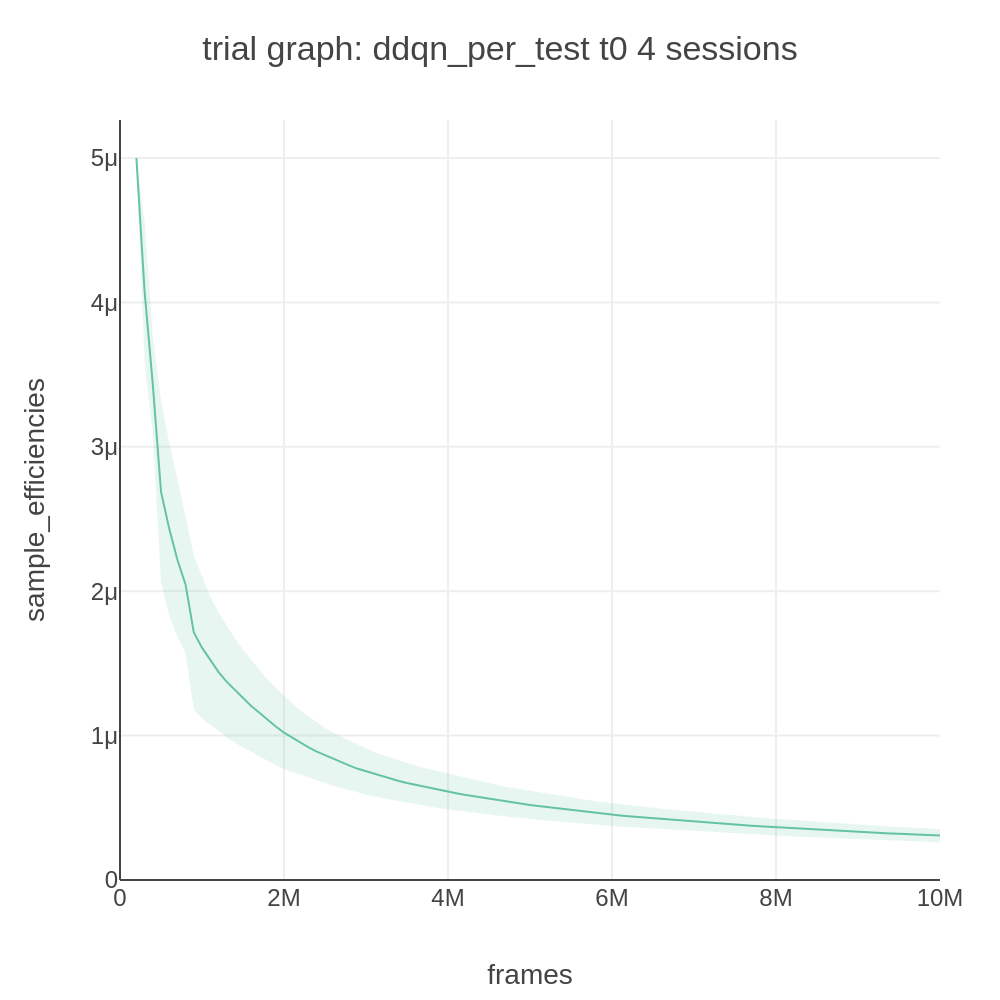 trial graph: ddqn_per_test t0 4 sessions
5μ
4μ
3μ
2μ
1μ
0
sample_efficiencies
0 2M 4M 6M 8M 10M
frames